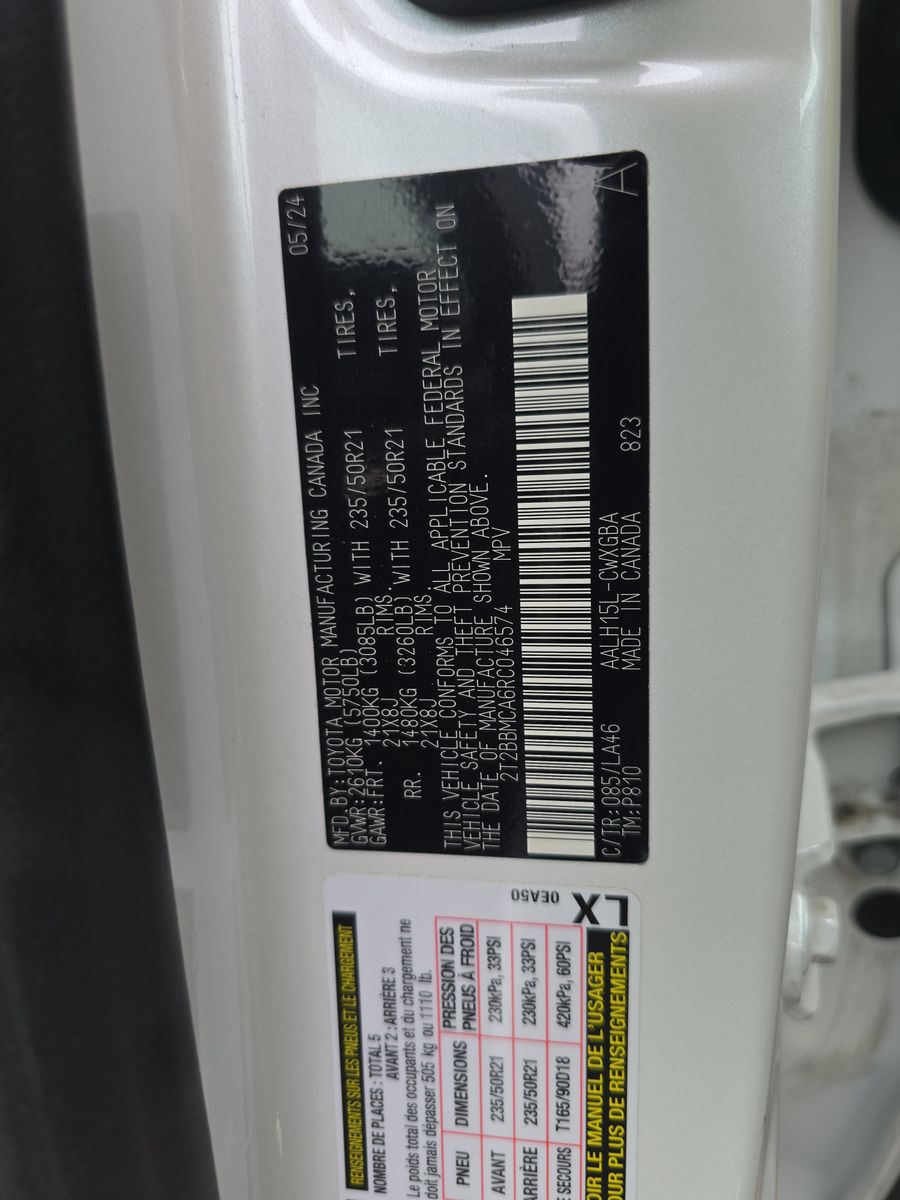 MFD.BY:TOYOTA MOTOR MANUFACTURING CANADA INC 05/24
GVWR:2610KG (5750LB)
GAWR:FRT. 1400KG (3085LB) WITH 235/50R21 TIRES,
21X8J RIMS,
RR. 1480KG (3260LB) WITH 235/50R21 TIRES,
21X8J RIMS.
THIS VEHICLE CONFORMS TO ALL APPLICABLE FEDERAL MOTOR
VEHICLE SAFETY AND THEFT PREVENTION STANDARDS IN EFFECT ON
THE DATE OF MANUFACTURE SHOWN ABOVE.
2T2BBMCA6RC046574 MPV
C/TR:085/LA46 AALH15L-CWXGBA
TM:P810 MADE IN CANADA 823
A
RENSEIGNEMENTS SUR LES PNEUS ET LE CHARGEMENT
NOMBRE DE PLACES : TOTAL 5
AVANT 2 : ARRIÈRE 3
Le poids total des occupants et du chargement ne
doit jamais dépasser 505 kg ou 1110 lb.
PNEU DIMENSIONS PRESSION DES PNEUS À FROID
AVANT 235/50R21 230kPa, 33PSI
ARRIÈRE 235/50R21 230kPa, 33PSI
SECOURS T165/90D18 420kPa, 60PSI
LE MANUEL DE L'USAGER
PLUS DE RENSEIGNEMENTS
0EA50
LX